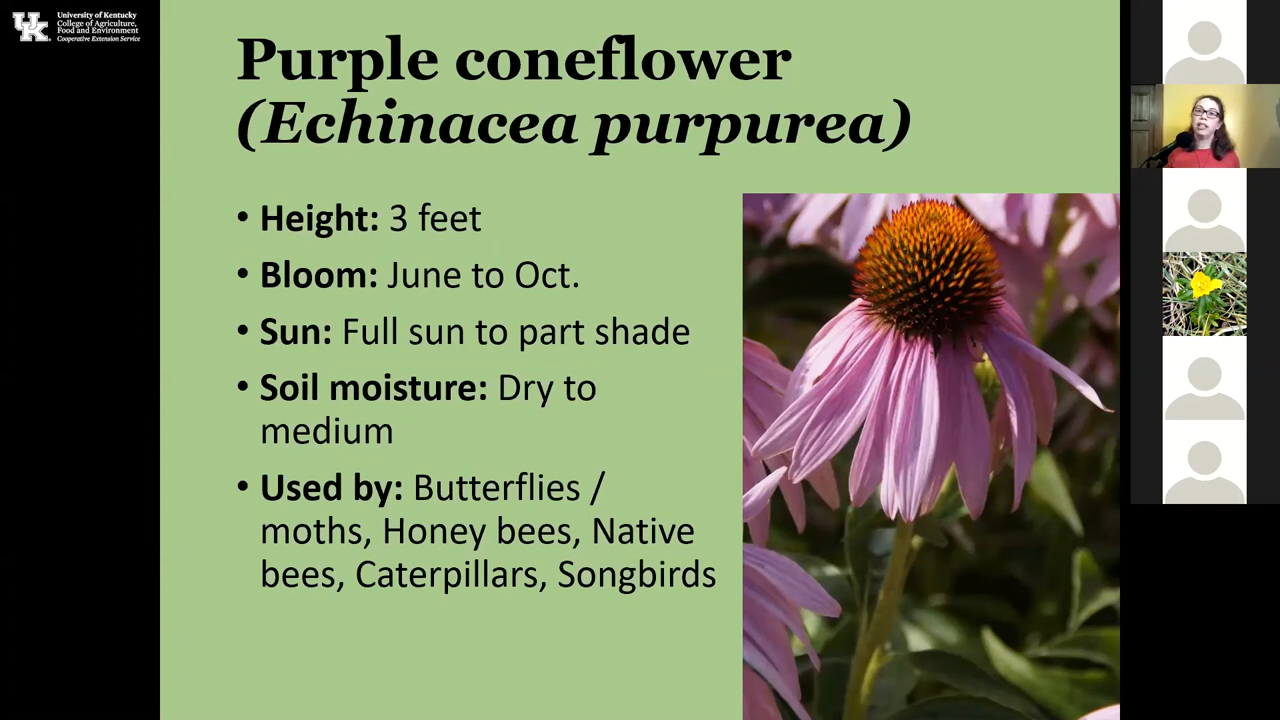 University of Kentucky
College of Agriculture,
Food and Environment
Cooperative Extension Service
Purple coneflower
(Echinacea purpurea)
• Height: 3 feet
• Bloom: June to Oct.
• Sun: Full sun to part shade
• Soil moisture: Dry to
medium
• Used by: Butterflies /
moths, Honey bees, Native
bees, Caterpillars, Songbirds